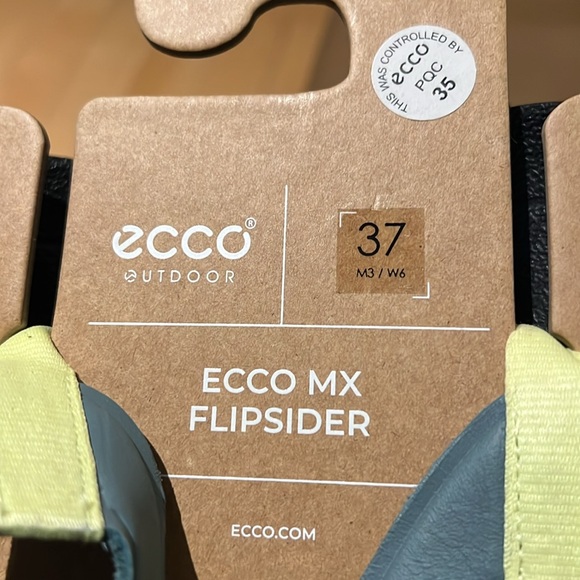 THIS WAS CONTROLLED BY
ecco
PQC
35
ecco®
OUTDOOR
37
M3 / W6
ECCO MX
FLIPSIDER
ECCO.COM